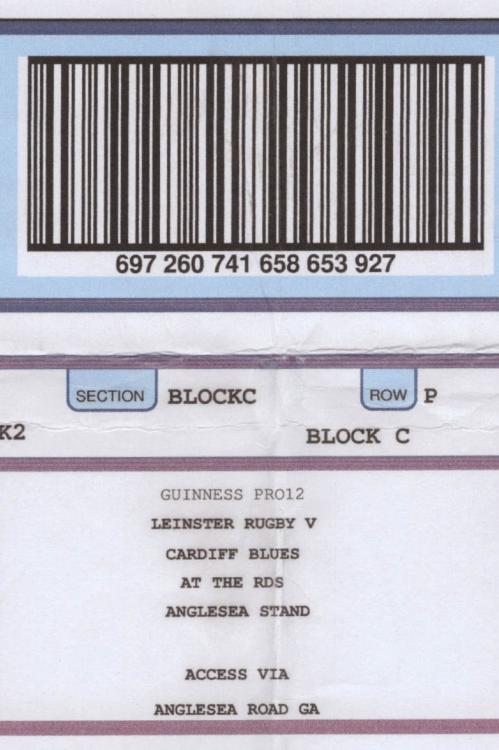 697 260 741 658 653 927
SECTION BLOCKC ROW P
K2 BLOCK C
GUINNESS PRO12
LEINSTER RUGBY V
CARDIFF BLUES
AT THE RDS
ANGLESEA STAND
ACCESS VIA
ANGLESEA ROAD GA